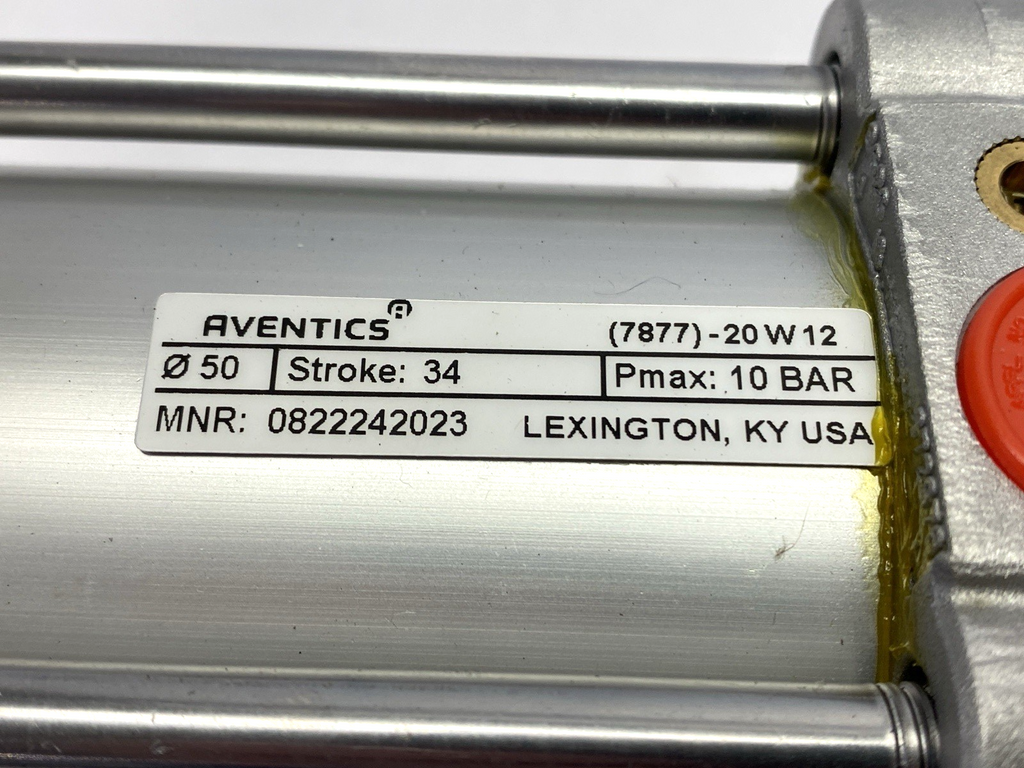 AVENTICS
(7877)-20 W 12
Ø 50 Stroke: 34 Pmax: 10 BAR
MNR: 0822242023 LEXINGTON, KY USA